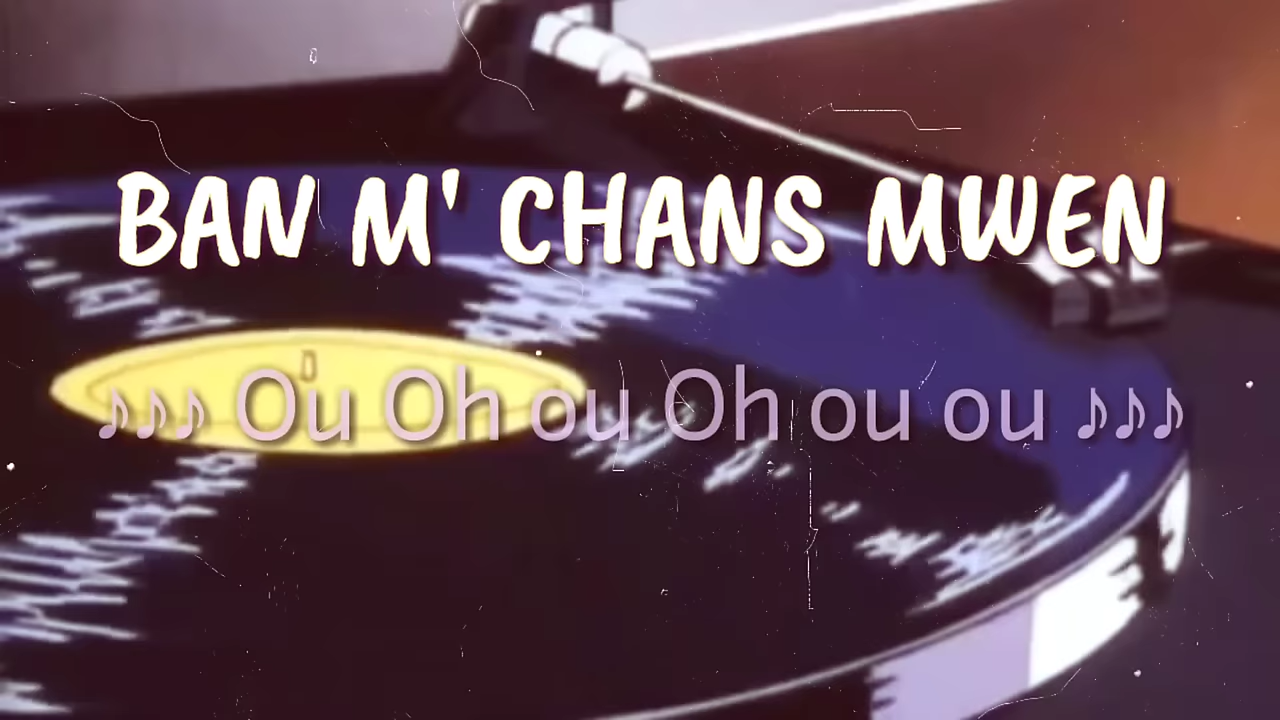 BAN M' CHANS MWEN
♪♪♪ Ou Oh ou Oh ou ou ♪♪♪